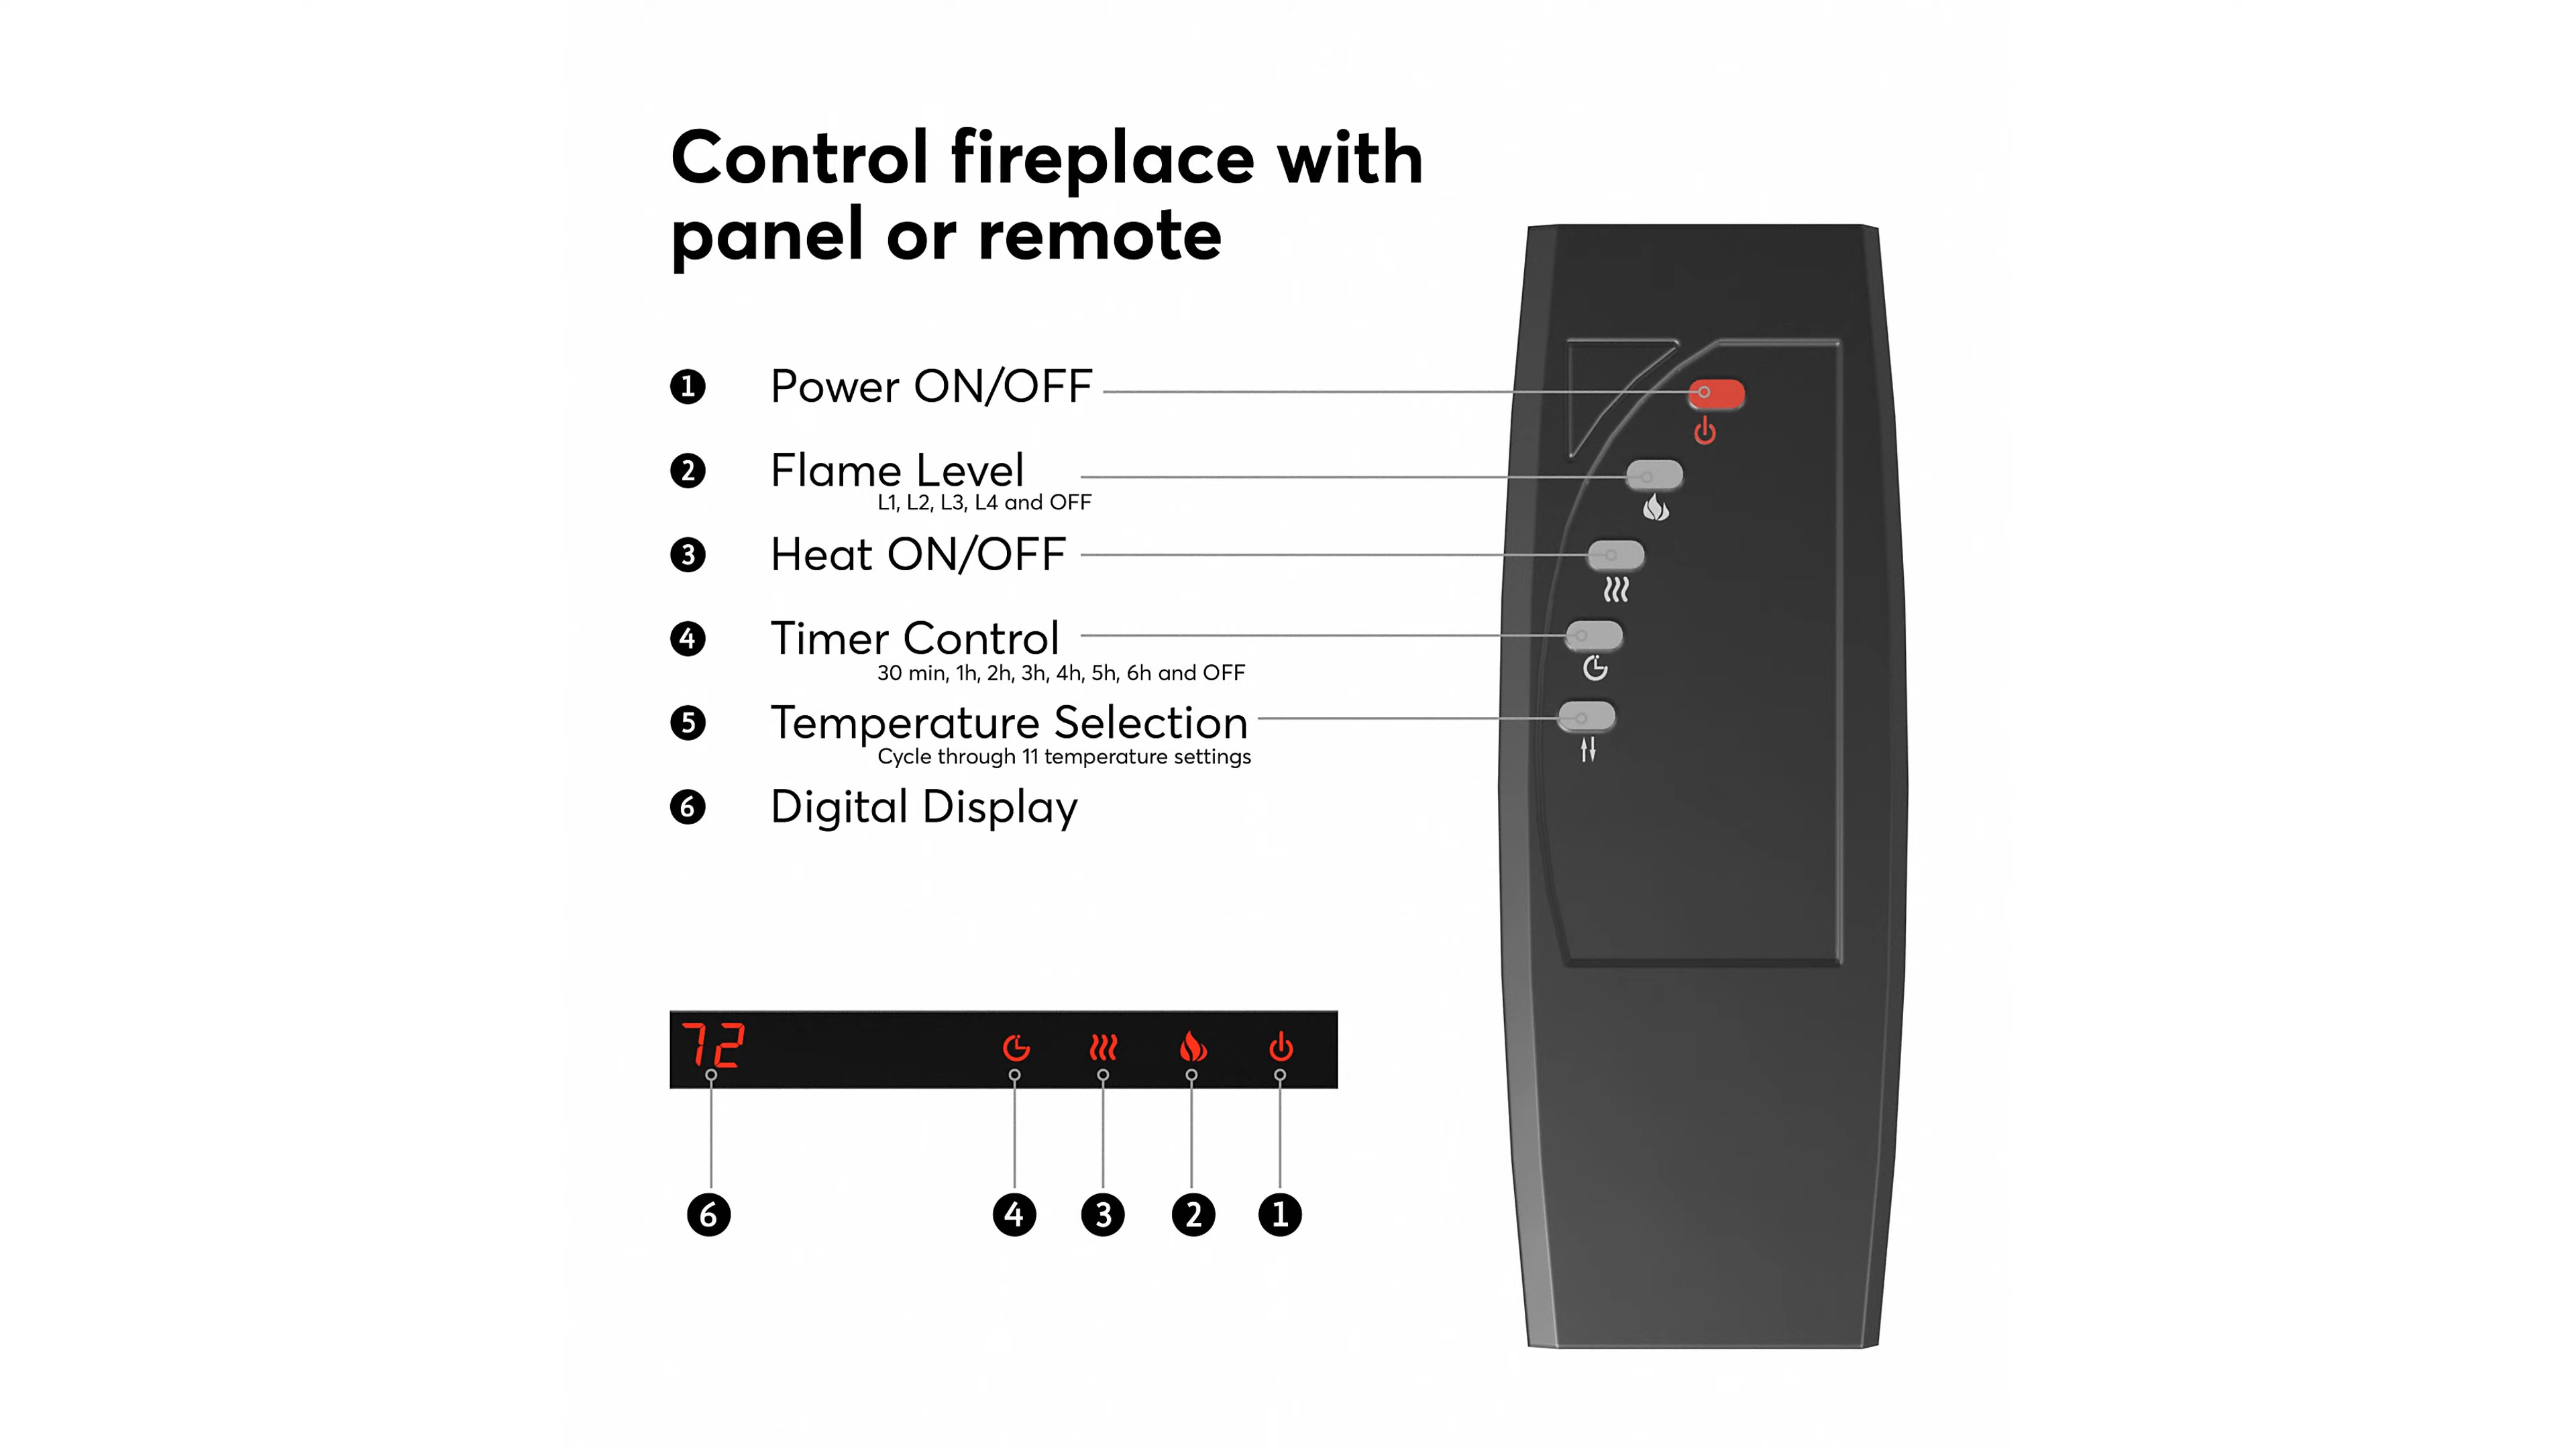 Control fireplace with
panel or remote
1 Power ON/OFF
2 Flame Level
L1, L2, L3, L4 and OFF
3 Heat ON/OFF
4 Timer Control
30 min, 1h, 2h, 3h, 4h, 5h, 6h and OFF
5 Temperature Selection
Cycle through 11 temperature settings
6 Digital Display
72
6 4 3 2 1